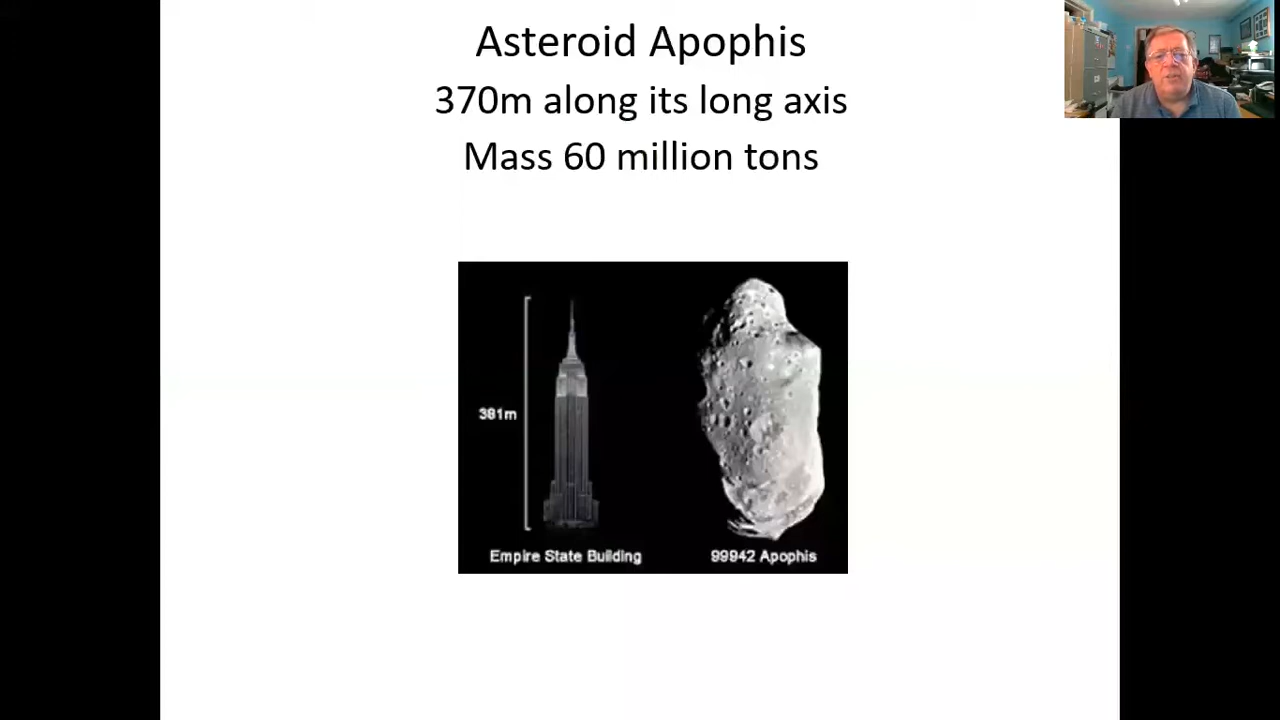 Asteroid Apophis
370m along its long axis
Mass 60 million tons
381m
Empire State Building
99942 Apophis